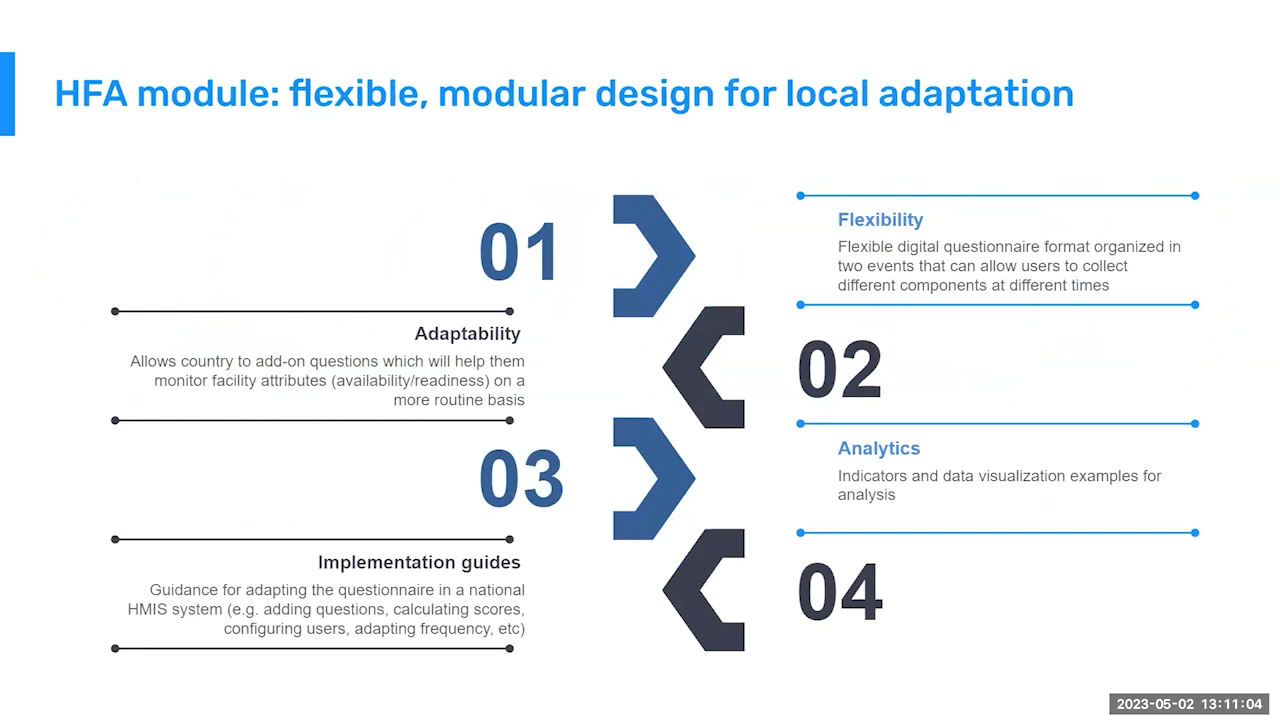 HFA module: flexible, modular design for local adaptation
01
Flexibility
Flexible digital questionnaire format organized in
two events that can allow users to collect
different components at different times
Adaptability
Allows country to add-on questions which will help them
monitor facility attributes (availability/readiness) on a
more routine basis
02
03
Analytics
Indicators and data visualization examples for
analysis
Implementation guides
Guidance for adapting the questionnaire in a national
HMIS system (e.g. adding questions, calculating scores,
configuring users, adapting frequency, etc)
04
2023-05-02 13:11:04